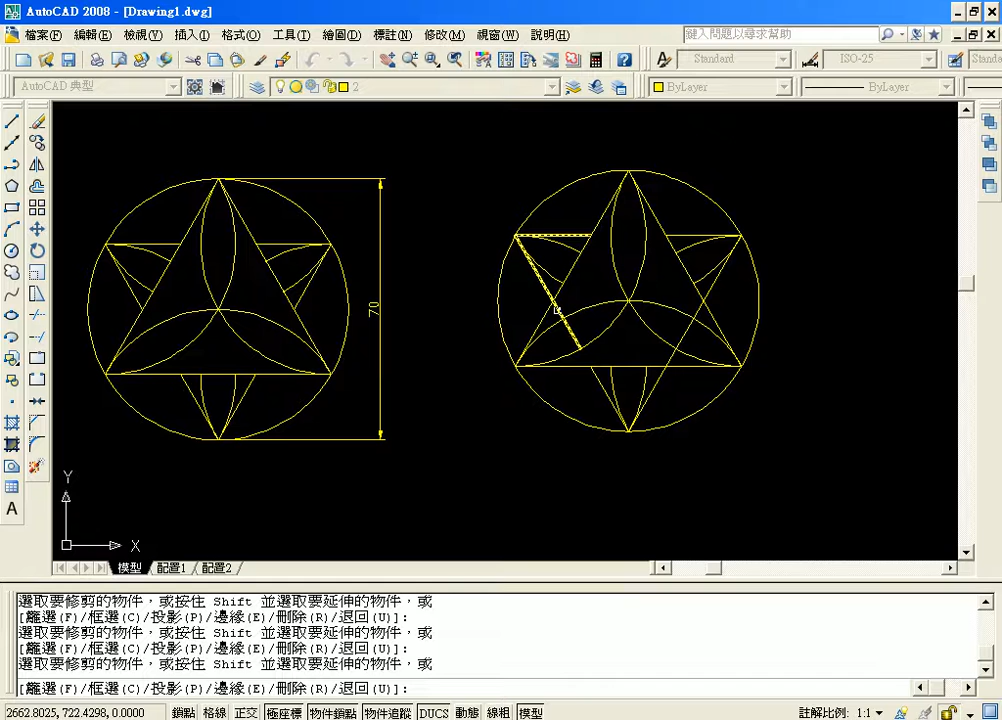 AutoCAD 2008 - [Drawing1.dwg]
檔案(F) 編輯(E) 檢視(V) 插入(I) 格式(O) 工具(T) 繪圖(D) 標註(N) 修改(M) 視窗(W) 說明(H) 鍵入問題以取得說明
Standard ISO-25 Standa
AutoCAD 典型 2 ByLayer ByLayer
70
Y
X
A
模型 配置1 配置2
選取要修剪的物件，或按住 Shift 並選取要延伸的物件，或
[籬選(F)/框選(C)/投影(P)/邊緣(E)/刪除(R)/退回(U)]:
選取要修剪的物件，或按住 Shift 並選取要延伸的物件，或
[籬選(F)/框選(C)/投影(P)/邊緣(E)/刪除(R)/退回(U)]:
選取要修剪的物件，或按住 Shift 並選取要延伸的物件，或
[籬選(F)/框選(C)/投影(P)/邊緣(E)/刪除(R)/退回(U)]:
2662.8025, 722.4298, 0.0000 鎖點 格線 正交 極座標 物件鎖點 物件追蹤 DUCS 動態 線粗 模型 註解比例: 1:1